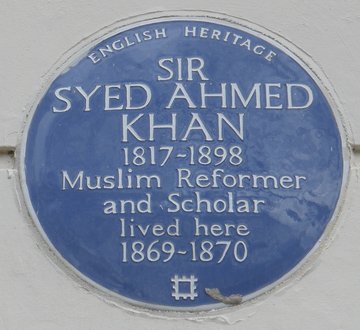 ENGLISH HERITAGE
SIR
SYED AHMED
KHAN
1817-1898
Muslim Reformer
and Scholar
lived here
1869-1870